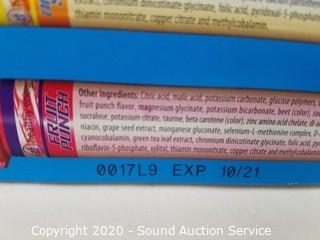 chromium dinicotinate glycinate, folic acid, pyridoxal-5-phosphate
thiamin mononitrate, copper citrate and methylcobalamin.
FRUIT
PUNCH
Other Ingredients: Citric acid, malic acid, potassium carbonate, glucose polymers,
fruit punch flavor, magnesium glycinate, potassium bicarbonate, beet (color),
sucralose, potassium citrate, taurine, beta carotene (color), zinc amino acid chelate,
niacin, grape seed extract, manganese gluconate, selenium-L-methionine,
cyanocobalamin, green tea leaf extract, chromium dinicotinate glycinate, folic acid,
riboflavin-5-phosphate, xylitol, thiamin mononitrate, copper citrate and methylcobalamin.
0017L9 EXP 10/21
Copyright 2020 - Sound Auction Service